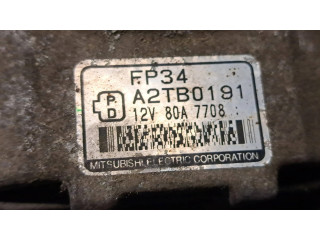 FP34
A2TB0191
12V 80A 7708
MITSUBISHI ELECTRIC CORPORATION